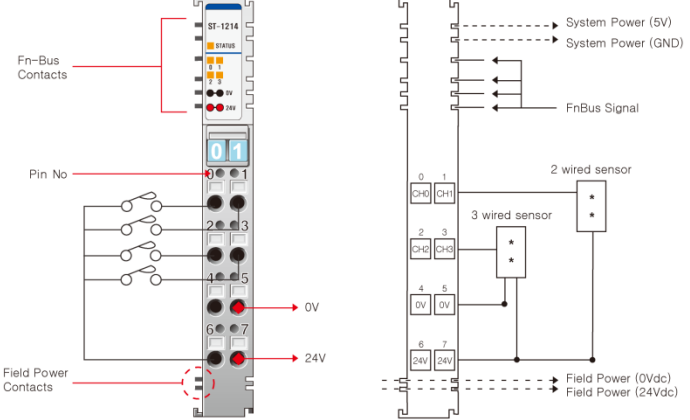 ST-1214
STATUS
0 1
2 3
0V
24V
Fn-Bus
Contacts
0 1
Pin No
0 1
2 3
4 5
0V
6 7
24V
Field Power
Contacts
System Power (5V)
System Power (GND)
FnBus Signal
2 wired sensor
0 1
CH0 CH1
*
*
3 wired sensor
2 3
CH2 CH3
*
*
4 5
0V 0V
6 7
24V 24V
Field Power (0Vdc)
Field Power (24Vdc)